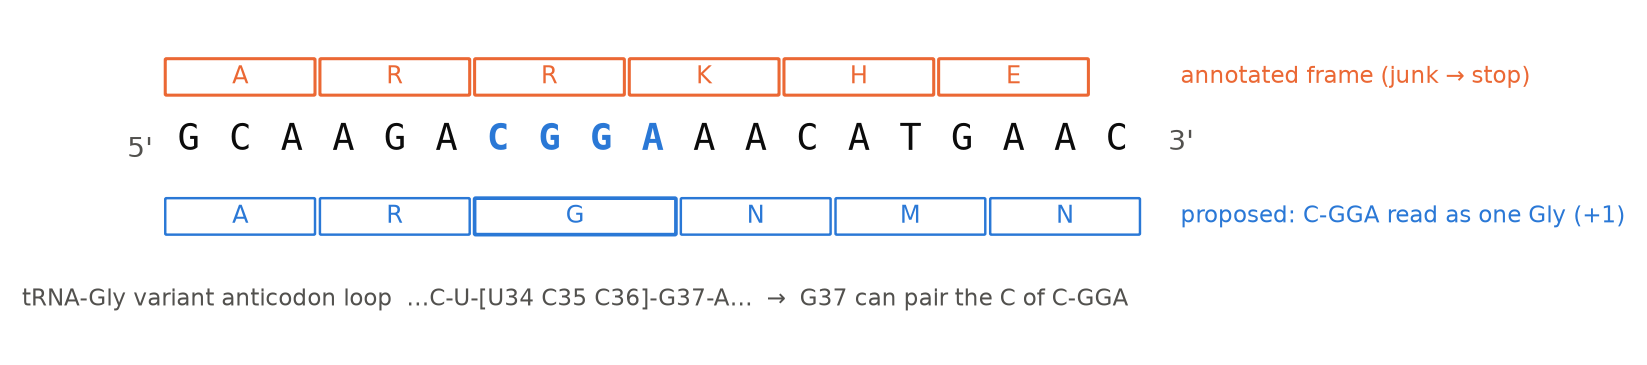 A R R K H E annotated frame (junk → stop)
5' G C A A G A C G G A A A C A T G A A C 3'
A R G N M N proposed: C-GGA read as one Gly (+1)
tRNA-Gly variant anticodon loop ...C-U-[U34 C35 C36]-G37-A... → G37 can pair the C of C-GGA